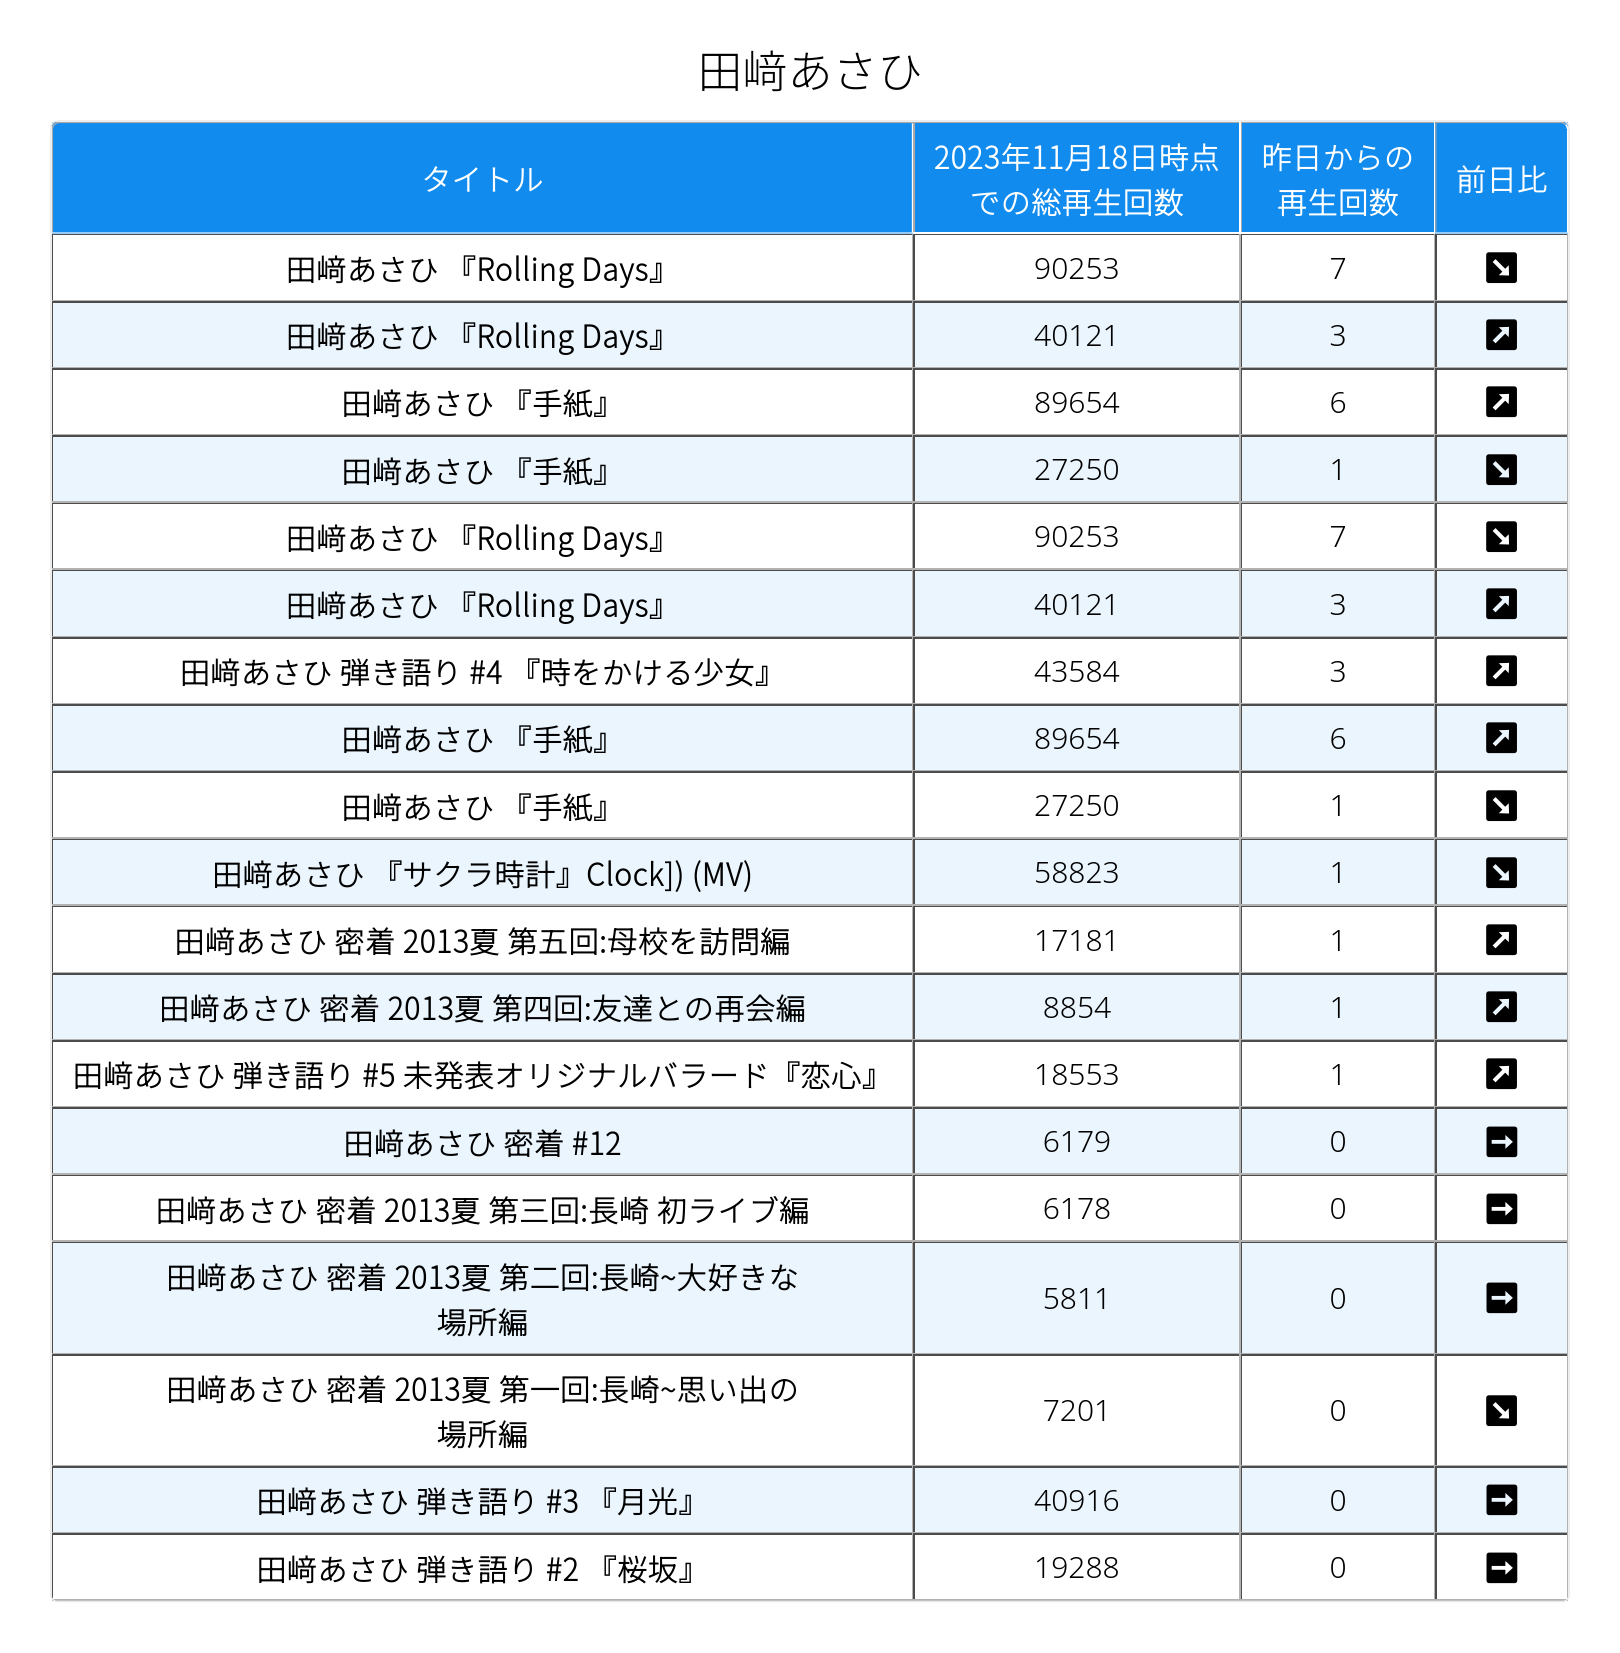 田﨑あさひ
タイトル 2023年11月18日時点での総再生回数 昨日からの再生回数 前日比
田﨑あさひ 『Rolling Days』 90253 7 ↘
田﨑あさひ 『Rolling Days』 40121 3 ↗
田﨑あさひ 『手紙』 89654 6 ↗
田﨑あさひ 『手紙』 27250 1 ↘
田﨑あさひ 『Rolling Days』 90253 7 ↘
田﨑あさひ 『Rolling Days』 40121 3 ↗
田﨑あさひ 弾き語り #4 『時をかける少女』 43584 3 ↗
田﨑あさひ 『手紙』 89654 6 ↗
田﨑あさひ 『手紙』 27250 1 ↘
田﨑あさひ 『サクラ時計』Clock]) (MV) 58823 1 ↘
田﨑あさひ 密着 2013夏 第五回:母校を訪問編 17181 1 ↗
田﨑あさひ 密着 2013夏 第四回:友達との再会編 8854 1 ↗
田﨑あさひ 弾き語り #5 未発表オリジナルバラード『恋心』 18553 1 ↗
田﨑あさひ 密着 #12 6179 0 →
田﨑あさひ 密着 2013夏 第三回:長崎 初ライブ編 6178 0 →
田﨑あさひ 密着 2013夏 第二回:長崎~大好きな
場所編 5811 0 →
田﨑あさひ 密着 2013夏 第一回:長崎~思い出の
場所編 7201 0 ↘
田﨑あさひ 弾き語り #3 『月光』 40916 0 →
田﨑あさひ 弾き語り #2 『桜坂』 19288 0 →